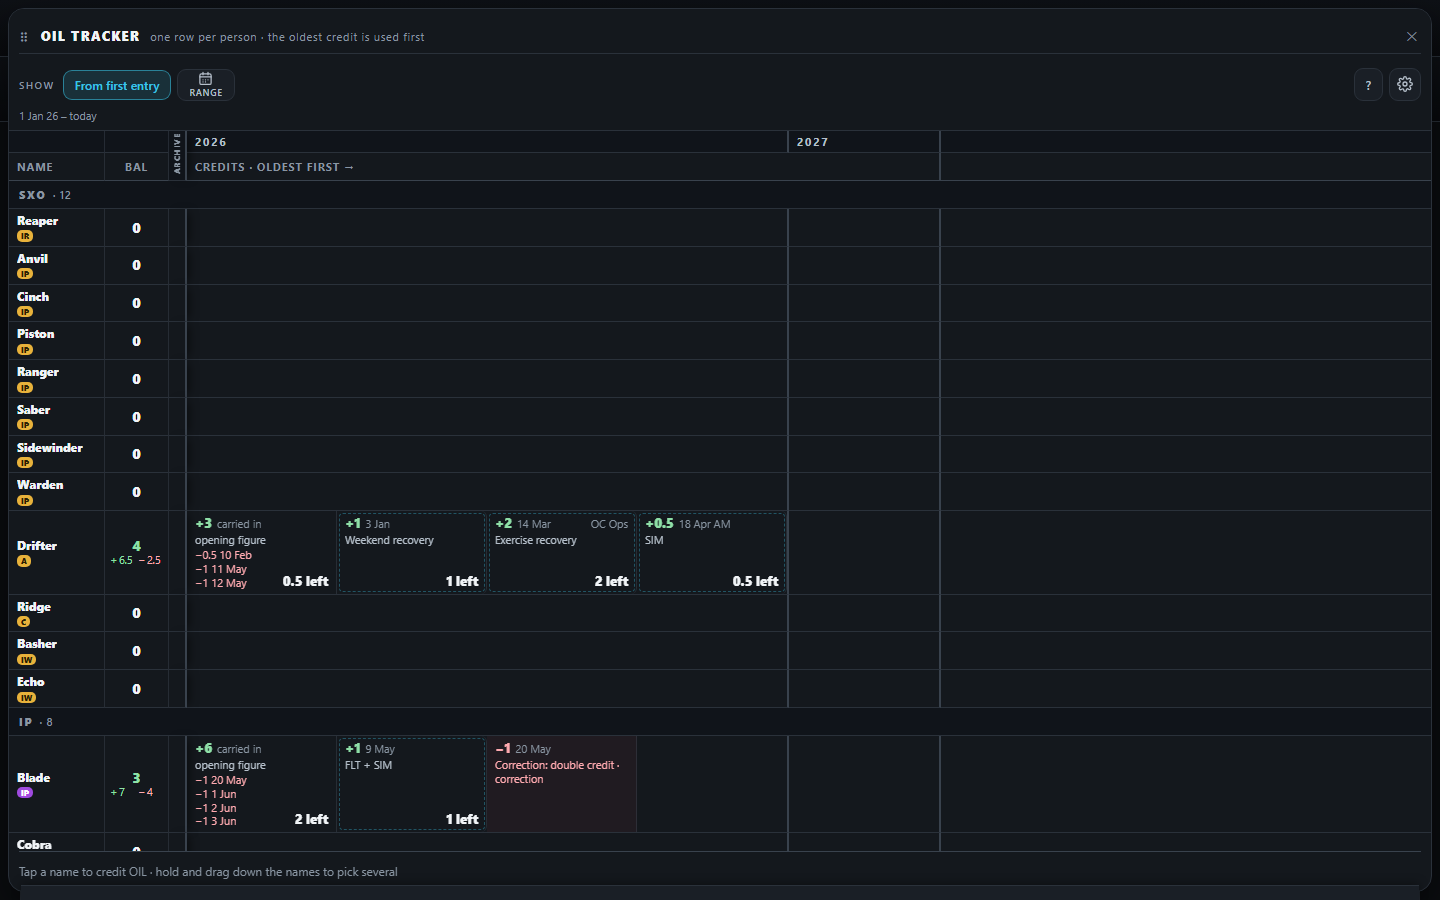 OIL TRACKER one row per person · the oldest credit is used first
SHOW From first entry RANGE ?
1 Jan 26 – today
ARCHIVE 2026 2027
NAME BAL CREDITS · OLDEST FIRST →
SXO · 12
Reaper 0
IR
Anvil 0
IP
Cinch 0
IP
Piston 0
IP
Ranger 0
IP
Saber 0
IP
Sidewinder 0
IP
Warden 0
IP
+3 carried in +1 3 Jan +2 14 Mar OC Ops +0.5 18 Apr AM
opening figure Weekend recovery Exercise recovery SIM
Drifter 4 −0.5 10 Feb
A +6.5 −2.5 −1 11 May
−1 12 May 0.5 left 1 left 2 left 0.5 left
Ridge 0
C
Basher 0
IW
Echo 0
IW
IP · 8
+6 carried in +1 9 May −1 20 May
opening figure FLT + SIM Correction: double credit ·
Blade 3 −1 20 May correction
IP +7 −4 −1 1 Jun
−1 2 Jun
−1 3 Jun 2 left 1 left
Cobra
Tap a name to credit OIL · hold and drag down the names to pick several